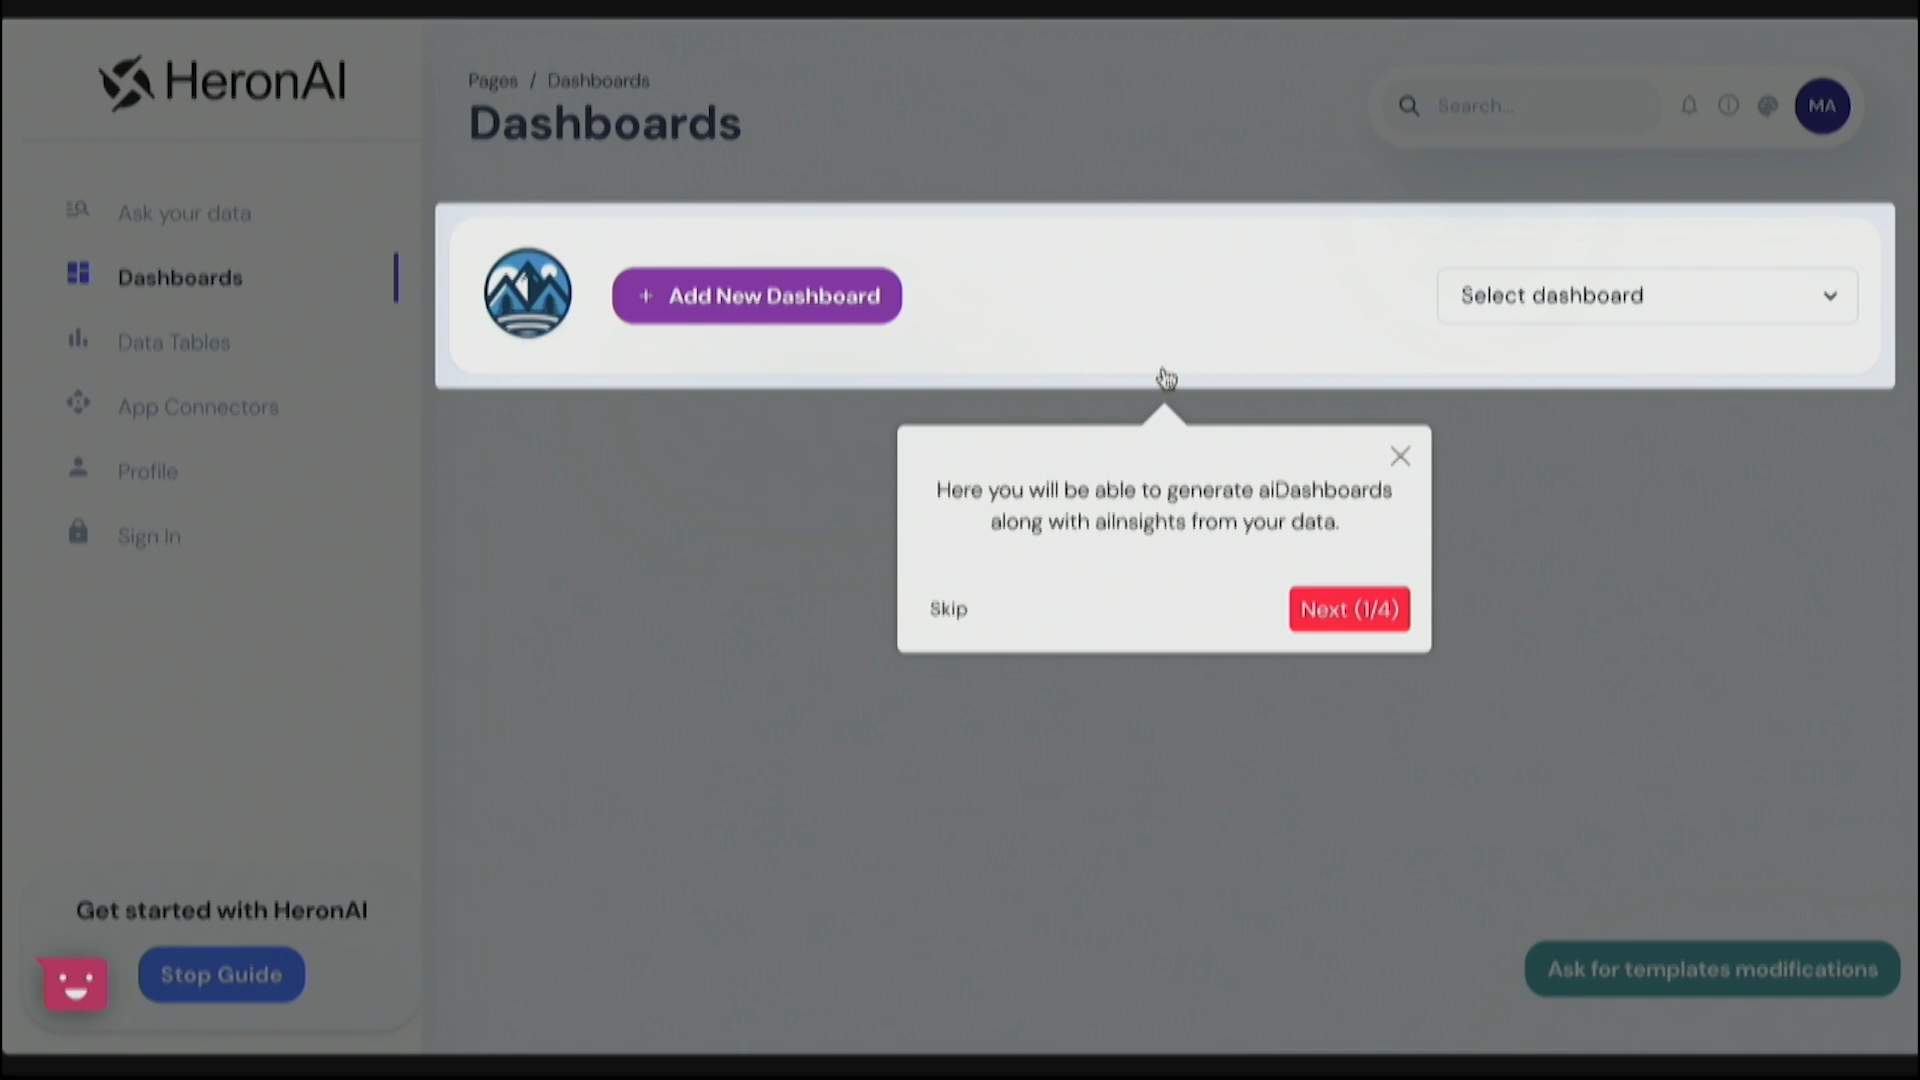 HeronAI
Pages / Dashboards
Dashboards
Search...
MA
Ask your data
Dashboards
Data Tables
App Connectors
Profile
Sign In
+ Add New Dashboard
Select dashboard
Here you will be able to generate aiDashboards
along with aiInsights from your data.
Skip
Next (1/4)
Get started with HeronAI
Stop Guide
Ask for templates modifications